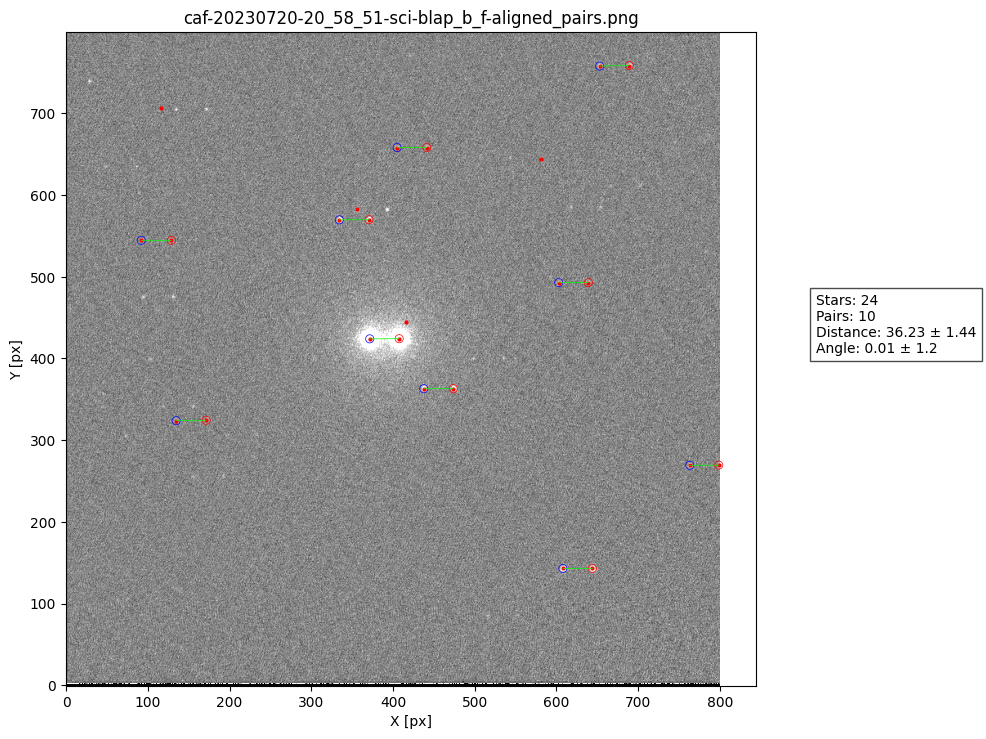 caf-20230720-20_58_51-sci-blap_b_f-aligned_pairs.png
Y [px]
700
600
500
400
300
200
100
0
0 100 200 300 400 500 600 700 800
X [px]
Stars: 24
Pairs: 10
Distance: 36.23 ± 1.44
Angle: 0.01 ± 1.2